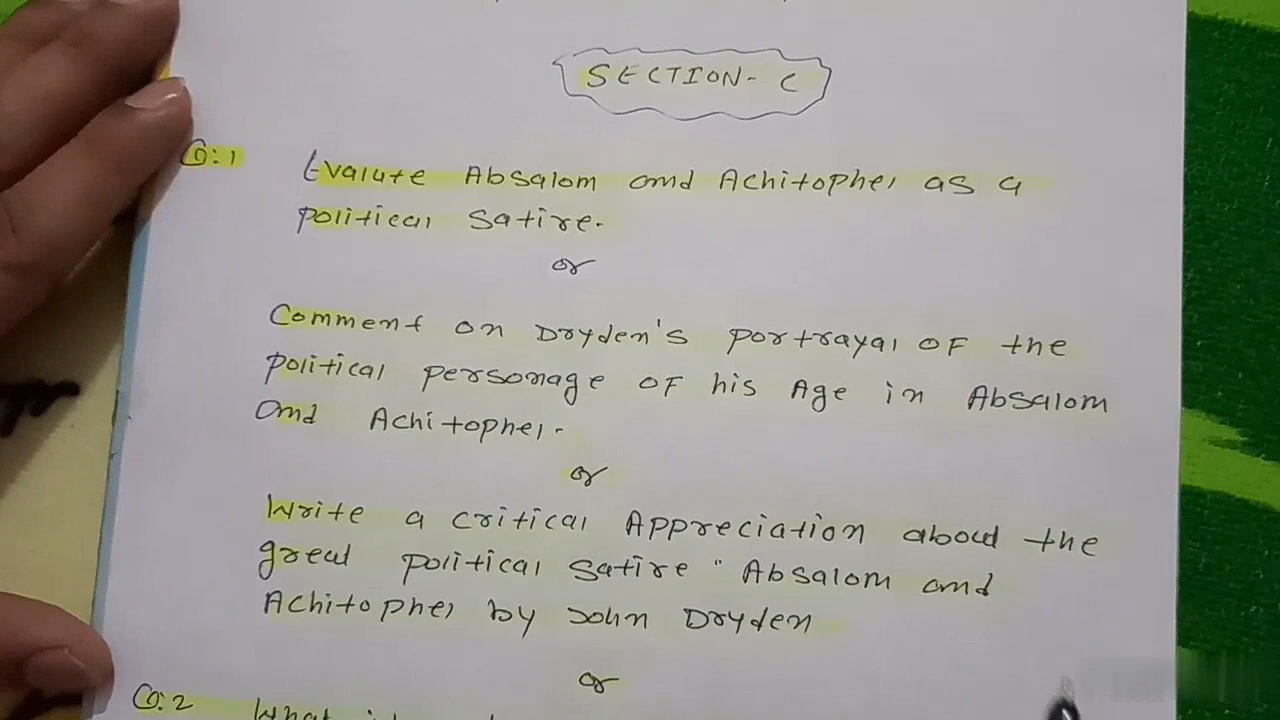 SECTION- C
Q:1 Evalute Absalom and Achitophel as a
political satire.
or
Comment on Dryden's portrayal OF the
political personage OF his Age in Absalom
and Achitophel.
or
Write a critical Appreciation about the
great political satire " Absalom and
Achitophel by John Dryden
or
Q:2 What